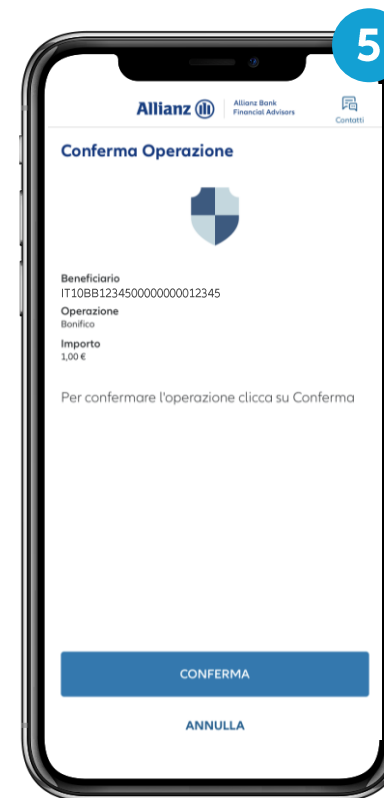 5
Allianz
Allianz Bank
Financial Advisors
Contatti
Conferma Operazione
Beneficiario
IT10BB1234500000000012345
Operazione
Bonifico
Importo
1,00 €
Per confermare l'operazione clicca su Conferma
CONFERMA
ANNULLA